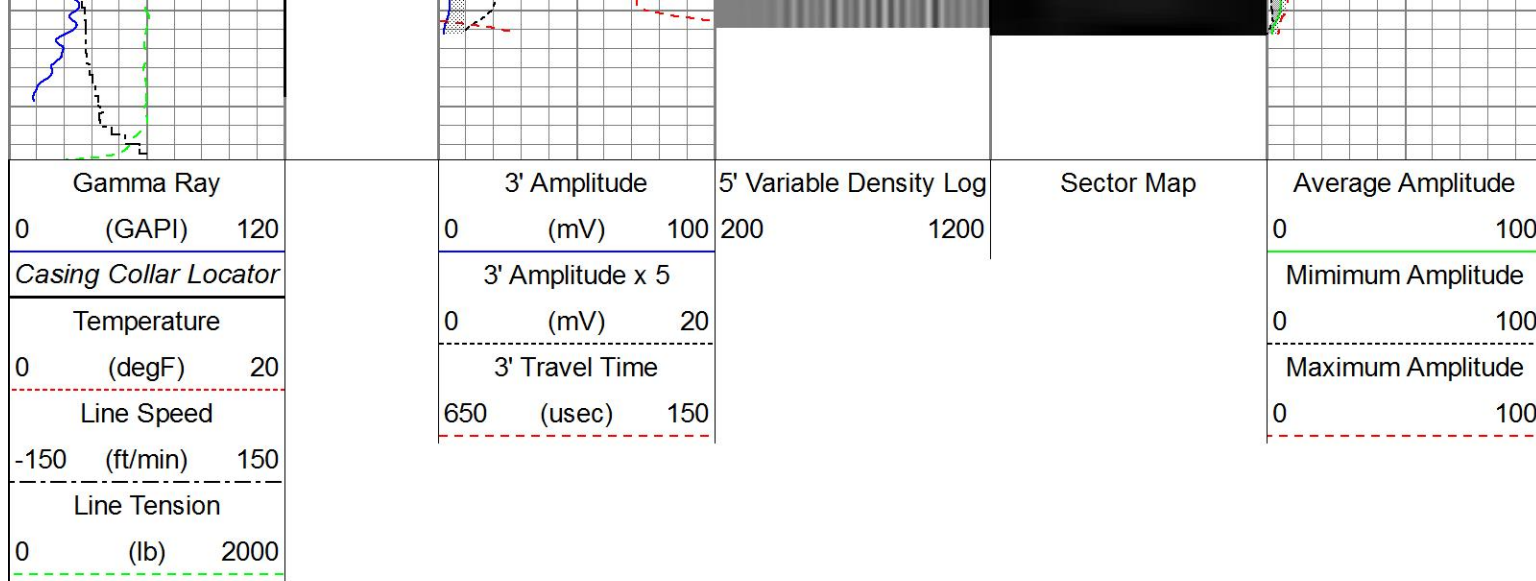 Gamma Ray
0 (GAPI) 120
Casing Collar Locator
Temperature
0 (degF) 20
Line Speed
-150 (ft/min) 150
Line Tension
0 (lb) 2000
3' Amplitude
0 (mV) 100
3' Amplitude x 5
0 (mV) 20
3' Travel Time
650 (usec) 150
5' Variable Density Log
200 1200
Sector Map
Average Amplitude
0 100
Mimimum Amplitude
0 100
Maximum Amplitude
0 100